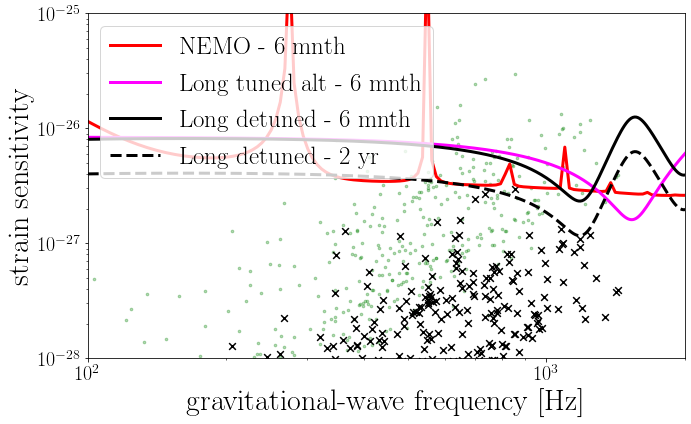 10^−25
NEMO - 6 mnth
Long tuned alt - 6 mnth
Long detuned - 6 mnth
Long detuned - 2 yr
10^−26
10^−27
10^−28
strain sensitivity
10^2
10^3
gravitational-wave frequency [Hz]